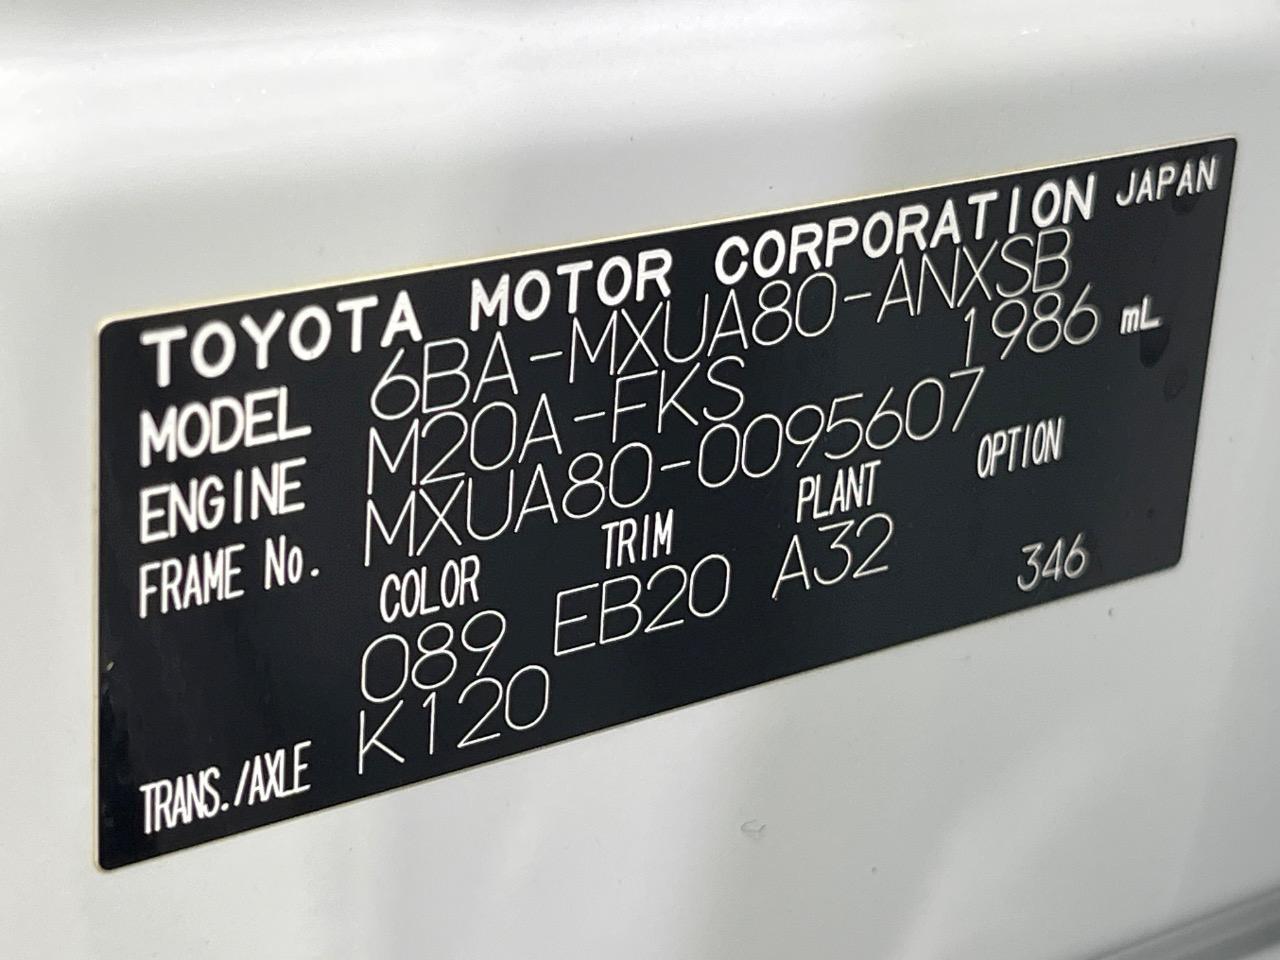 TOYOTA MOTOR CORPORATION JAPAN
MODEL 6BA-MXUA80-ANXSB
ENGINE M20A-FKS 1986 mL
FRAME No. MXUA80-0095607
COLOR TRIM PLANT OPTION
089 EB20 A32 346
TRANS./AXLE K120